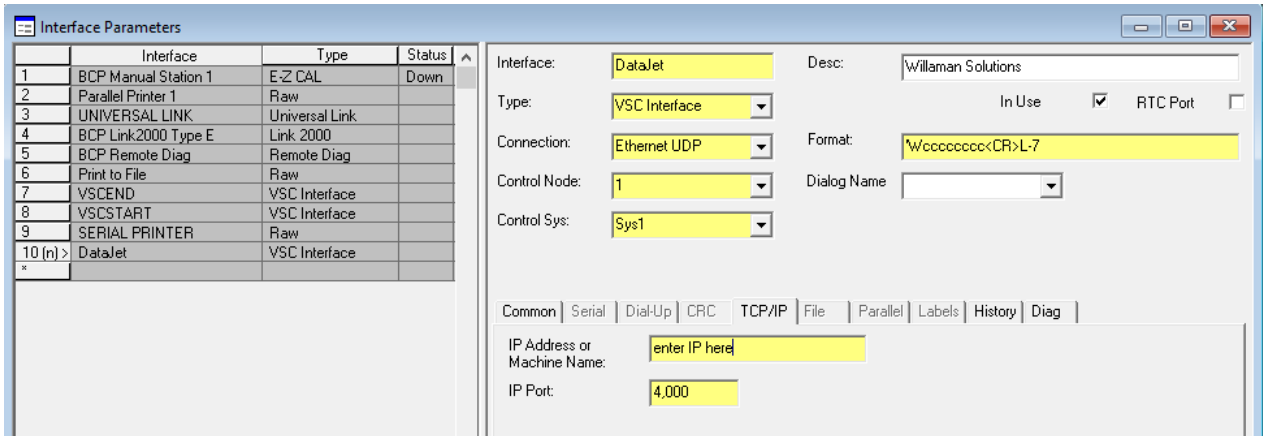 Interface Parameters
Interface Type Status
1 BCP Manual Station 1 E-Z CAL Down
2 Parallel Printer 1 Raw
3 UNIVERSAL LINK Universal Link
4 BCP Link2000 Type E Link 2000
5 BCP Remote Diag Remote Diag
6 Print to File Raw
7 VSCEND VSC Interface
8 VSCSTART VSC Interface
9 SERIAL PRINTER Raw
10 (n) > DataJet VSC Interface
*
Interface: DataJet Desc: Willaman Solutions
Type: VSC Interface In Use RTC Port
Connection: Ethernet UDP Format: 'Wcccccccc<CR>L-7
Control Node: 1 Dialog Name
Control Sys: Sys1
Common Serial Dial-Up CRC TCP/IP File Parallel Labels History Diag
IP Address or
Machine Name: enter IP here
IP Port: 4,000